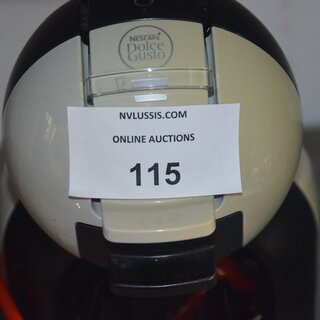 NESCAFÉ
Dolce
Gusto
NVLUSSIS.COM
ONLINE AUCTIONS
115